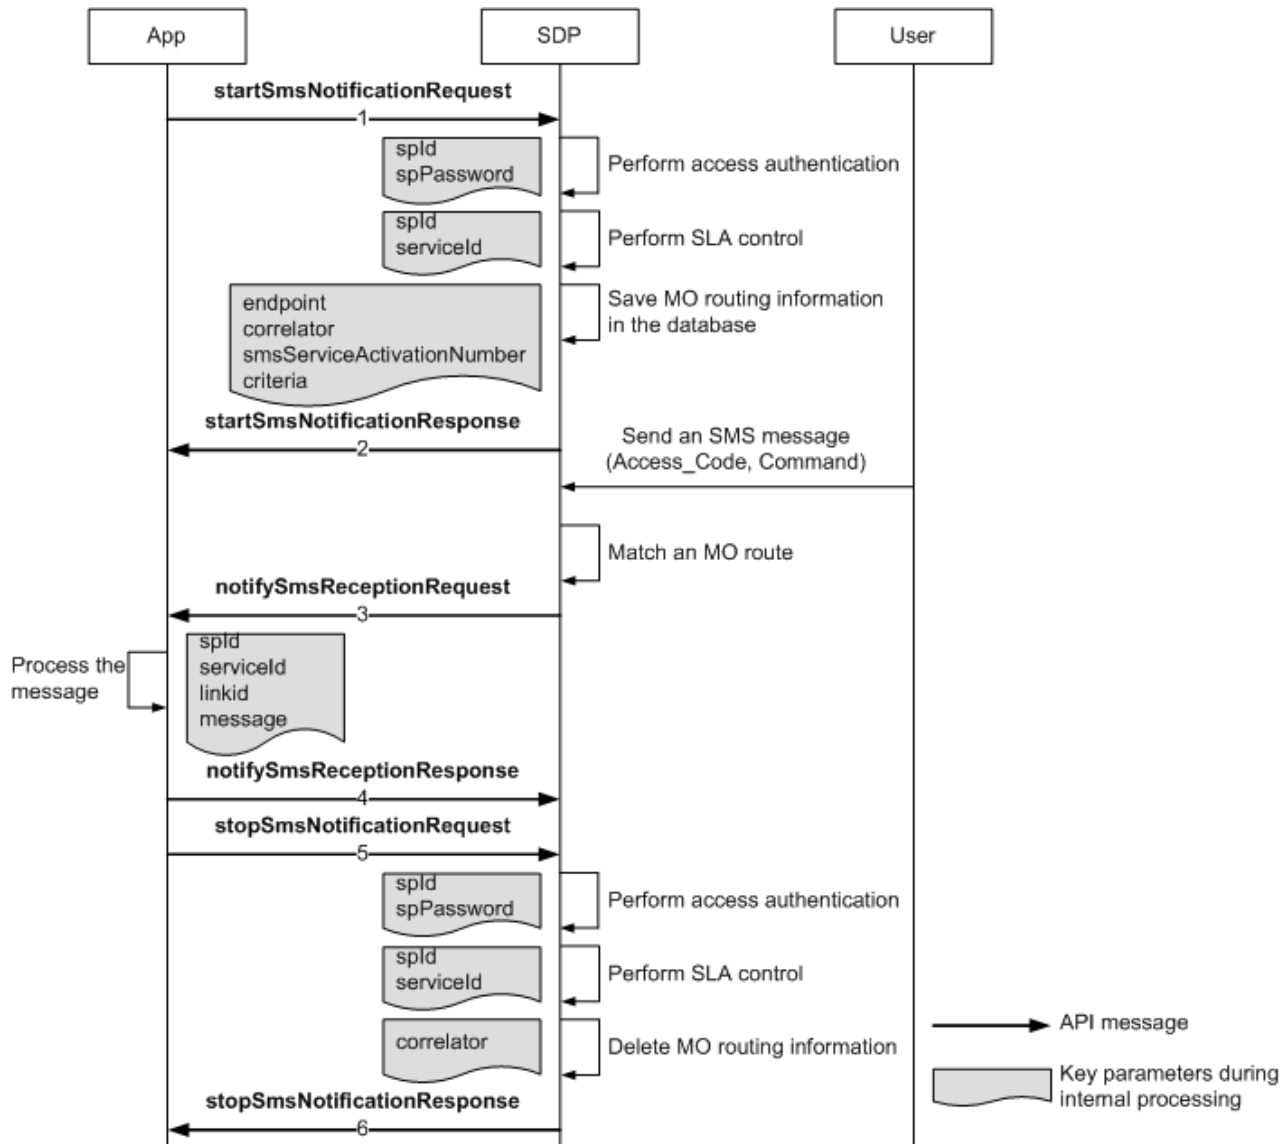 App
SDP
User
startSmsNotificationRequest
1
spId
spPassword
Perform access authentication
spId
serviceId
Perform SLA control
endpoint
correlator
smsServiceActivationNumber
criteria
Save MO routing information
in the database
startSmsNotificationResponse
2
Send an SMS message
(Access_Code, Command)
Match an MO route
notifySmsReceptionRequest
3
Process the
message
spId
serviceId
linkid
message
notifySmsReceptionResponse
4
stopSmsNotificationRequest
5
spId
spPassword
Perform access authentication
spId
serviceId
Perform SLA control
correlator
Delete MO routing information
stopSmsNotificationResponse
6
API message
Key parameters during
internal processing